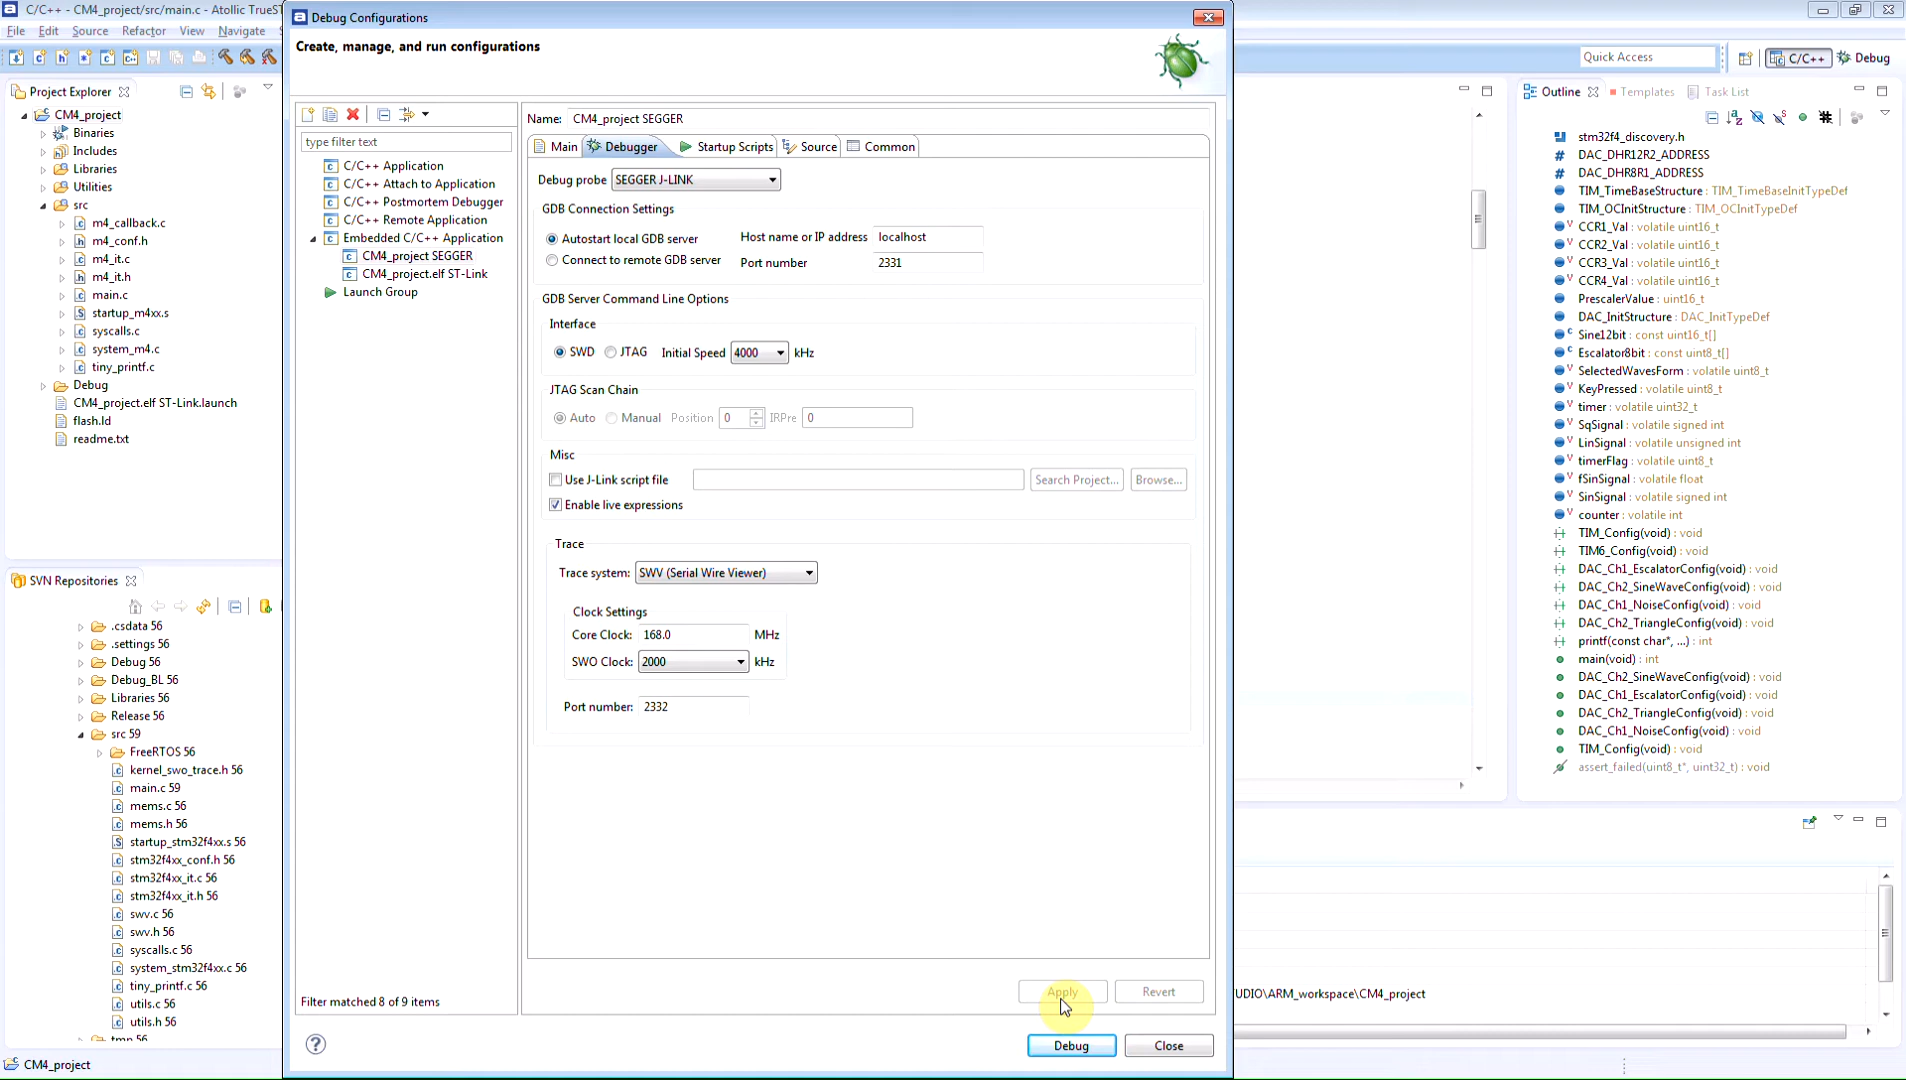 C/C++ - CM4_project/src/main.c - Atollic TrueST
File Edit Source Refactor View Navigate
Quick Access
C/C++
Debug
Project Explorer
CM4_project
Binaries
Includes
Libraries
Utilities
src
m4_callback.c
m4_conf.h
m4_it.c
m4_it.h
main.c
startup_m4xx.s
syscalls.c
system_m4.c
tiny_printf.c
Debug
CM4_project.elf ST-Link.launch
flash.ld
readme.txt
SVN Repositories
.csdata 56
.settings 56
Debug 56
Debug_BL 56
Libraries 56
Release 56
src 59
FreeRTOS 56
kernel_swo_trace.h 56
main.c 59
mems.c 56
mems.h 56
startup_stm32f4xx.s 56
stm32f4xx_conf.h 56
stm32f4xx_it.c 56
stm32f4xx_it.h 56
swv.c 56
swv.h 56
syscalls.c 56
system_stm32f4xx.c 56
tiny_printf.c 56
utils.c 56
utils.h 56
tmp 56
CM4_project
Debug Configurations
Create, manage, and run configurations
type filter text
C/C++ Application
C/C++ Attach to Application
C/C++ Postmortem Debugger
C/C++ Remote Application
Embedded C/C++ Application
CM4_project SEGGER
CM4_project.elf ST-Link
Launch Group
Filter matched 8 of 9 items
Name: CM4_project SEGGER
Main Debugger Startup Scripts Source Common
Debug probe SEGGER J-LINK
GDB Connection Settings
Autostart local GDB server Host name or IP address localhost
Connect to remote GDB server Port number 2331
GDB Server Command Line Options
Interface
SWD JTAG Initial Speed 4000 kHz
JTAG Scan Chain
Auto Manual Position 0 IRPre 0
Misc
Use J-Link script file Search Project... Browse...
Enable live expressions
Trace
Trace system: SWV (Serial Wire Viewer)
Clock Settings
Core Clock: 168.0 MHz
SWO Clock: 2000 kHz
Port number: 2332
Apply Revert
Debug Close
Outline Templates Task List
stm32f4_discovery.h
DAC_DHR12R2_ADDRESS
DAC_DHR8R1_ADDRESS
TIM_TimeBaseStructure : TIM_TimeBaseInitTypeDef
TIM_OCInitStructure : TIM_OCInitTypeDef
CCR1_Val : volatile uint16_t
CCR2_Val : volatile uint16_t
CCR3_Val : volatile uint16_t
CCR4_Val : volatile uint16_t
PrescalerValue : uint16_t
DAC_InitStructure : DAC_InitTypeDef
Sine12bit : const uint16_t[]
Escalator8bit : const uint8_t[]
SelectedWavesForm : volatile uint8_t
KeyPressed : volatile uint8_t
timer : volatile uint32_t
SqSignal : volatile signed int
LinSignal : volatile unsigned int
timerFlag : volatile uint8_t
fSinSignal : volatile float
SinSignal : volatile signed int
counter : volatile int
TIM_Config(void) : void
TIM6_Config(void) : void
DAC_Ch1_EscalatorConfig(void) : void
DAC_Ch2_SineWaveConfig(void) : void
DAC_Ch1_NoiseConfig(void) : void
DAC_Ch2_TriangleConfig(void) : void
printf(const char*, ...) : int
main(void) : int
DAC_Ch2_SineWaveConfig(void) : void
DAC_Ch1_EscalatorConfig(void) : void
DAC_Ch2_TriangleConfig(void) : void
DAC_Ch1_NoiseConfig(void) : void
TIM_Config(void) : void
assert_failed(uint8_t*, uint32_t) : void
UDIO\ARM_workspace\CM4_project